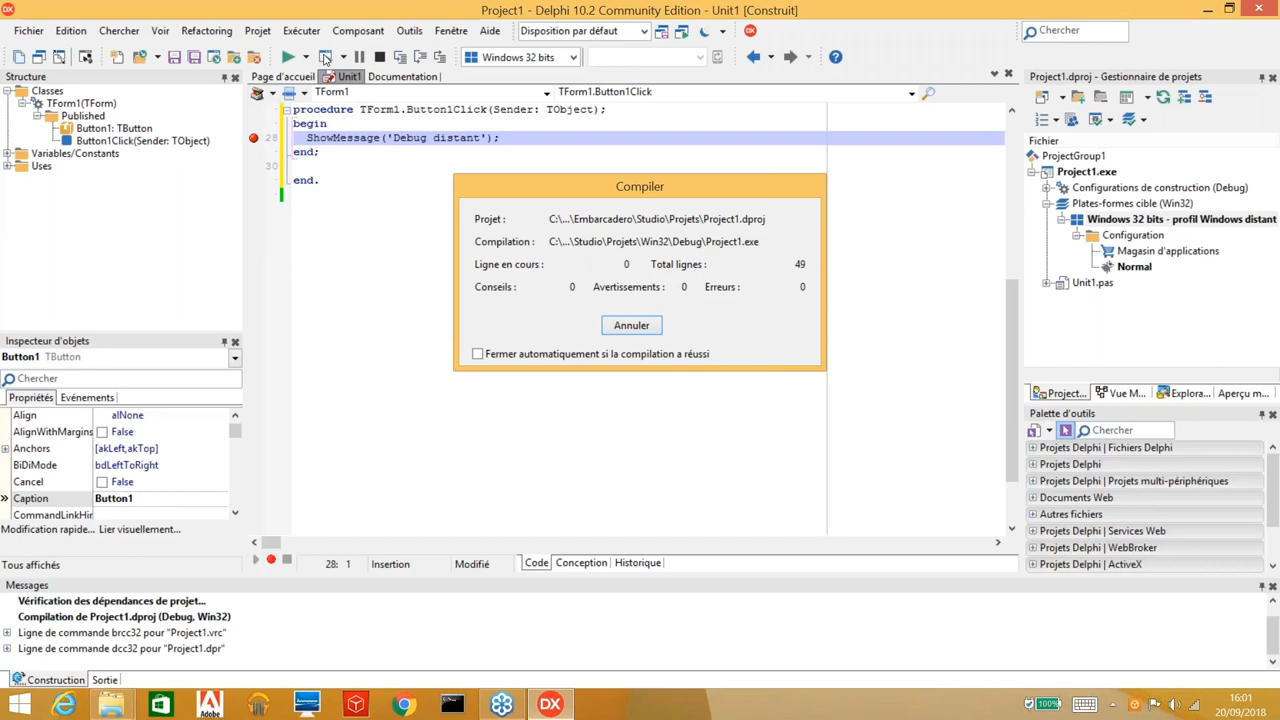 Project1 - Delphi 10.2 Community Edition - Unit1 [Construit]
Fichier Edition Chercher Voir Refactoring Projet Exécuter Composant Outils Fenêtre Aide Disposition par défaut Chercher
Windows 32 bits
Structure
Classes
TForm1(TForm)
Published
Button1: TButton
Button1Click(Sender: TObject)
Variables/Constants
Uses
Page d'accueil Unit1 Documentation
TForm1 TForm1.Button1Click
procedure TForm1.Button1Click(Sender: TObject);
begin
28 ShowMessage('Debug distant');
end;
30
end.
Compiler
Projet : C:\...\Embarcadero\Studio\Projets\Project1.dproj
Compilation : C:\...\Studio\Projets\Win32\Debug\Project1.exe
Ligne en cours : 0 Total lignes : 49
Conseils : 0 Avertissements : 0 Erreurs : 0
Annuler
Fermer automatiquement si la compilation a réussi
Project1.dproj - Gestionnaire de projets
Fichier
ProjectGroup1
Project1.exe
Configurations de construction (Debug)
Plates-formes cible (Win32)
Windows 32 bits - profil Windows distant
Configuration
Magasin d'applications
Normal
Unit1.pas
Project... Vue M... Explora... Aperçu m...
Inspecteur d'objets
Button1 TButton
Chercher
Propriétés Evénements
Align alNone
AlignWithMargins False
Anchors [akLeft,akTop]
BiDiMode bdLeftToRight
Cancel False
Caption Button1
CommandLinkHir
Modification rapide... Lier visuellement...
Tous affichés
Palette d'outils
Chercher
Projets Delphi | Fichiers Delphi
Projets Delphi
Projets Delphi | Projets multi-périphériques
Documents Web
Autres fichiers
Projets Delphi | Services Web
Projets Delphi | WebBroker
Projets Delphi | ActiveX
28: 1 Insertion Modifié Code Conception Historique
Messages
Vérification des dépendances de projet...
Compilation de Project1.dproj (Debug, Win32)
Ligne de commande brcc32 pour "Project1.vrc"
Ligne de commande dcc32 pour "Project1.dpr"
Construction Sortie
Adobe
DX
100%
16:01
20/09/2018